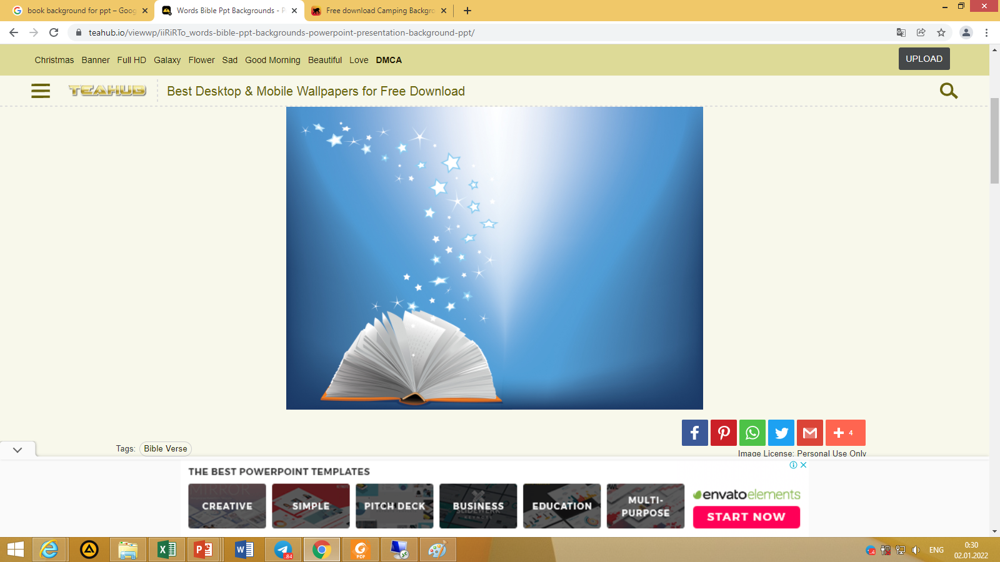 book background for ppt – Goog
Words Bible Ppt Backgrounds - P
Free download Camping Backgro
teahub.io/viewwp/iiRiRTo_words-bible-ppt-backgrounds-powerpoint-presentation-background-ppt/
Christmas Banner Full HD Galaxy Flower Sad Good Morning Beautiful Love DMCA
UPLOAD
TEAHUB
Best Desktop & Mobile Wallpapers for Free Download
4
Tags: Bible Verse
Image License: Personal Use Only
THE BEST POWERPOINT TEMPLATES
CREATIVE
SIMPLE
PITCH DECK
BUSINESS
EDUCATION
MULTI-
PURPOSE
envatoelements
START NOW
84
PDF
ENG
0:30
02.01.2022